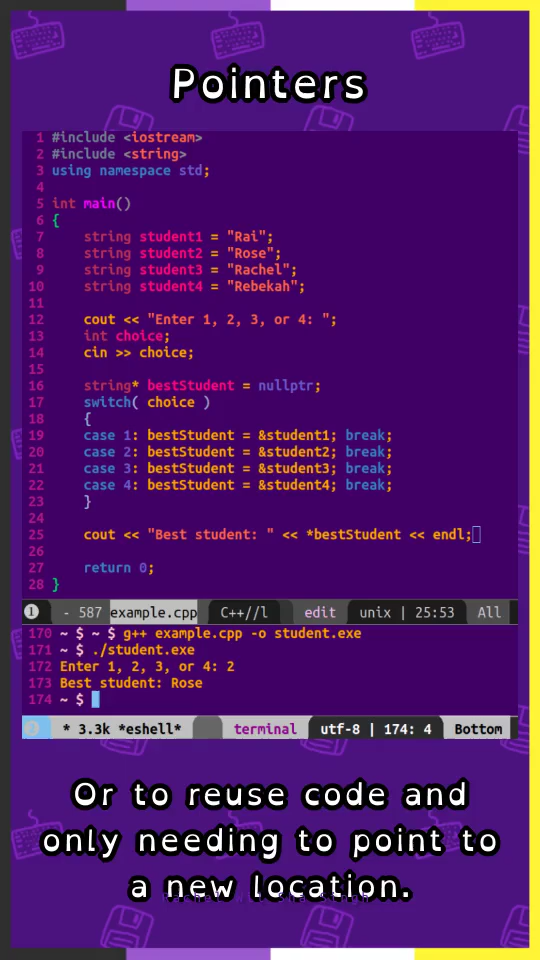 Pointers
1 #include <iostream>
2 #include <string>
3 using namespace std;
4
5 int main()
6 {
7     string student1 = "Rai";
8     string student2 = "Rose";
9     string student3 = "Rachel";
10     string student4 = "Rebekah";
11
12     cout << "Enter 1, 2, 3, or 4: ";
13     int choice;
14     cin >> choice;
15
16     string* bestStudent = nullptr;
17     switch( choice )
18     {
19     case 1: bestStudent = &student1; break;
20     case 2: bestStudent = &student2; break;
21     case 3: bestStudent = &student3; break;
22     case 4: bestStudent = &student4; break;
23     }
24
25     cout << "Best student: " << *bestStudent << endl;
26
27     return 0;
28 }
1 - 587 example.cpp C++//l edit unix | 25:53 All
170 ~ $ ~ $ g++ example.cpp -o student.exe
171 ~ $ ./student.exe
172 Enter 1, 2, 3, or 4: 2
173 Best student: Rose
174 ~ $
* 3.3k *eshell* terminal utf-8 | 174: 4 Bottom
Or to reuse code and
only needing to point to
a new location.